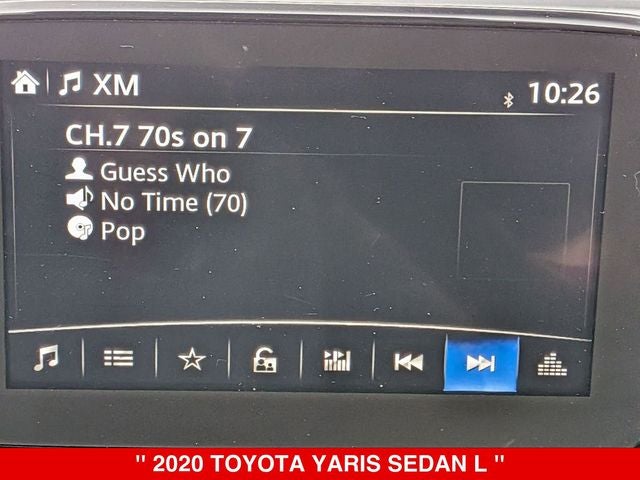 XM
10:26
CH.7 70s on 7
Guess Who
No Time (70)
Pop
" 2020 TOYOTA YARIS SEDAN L "